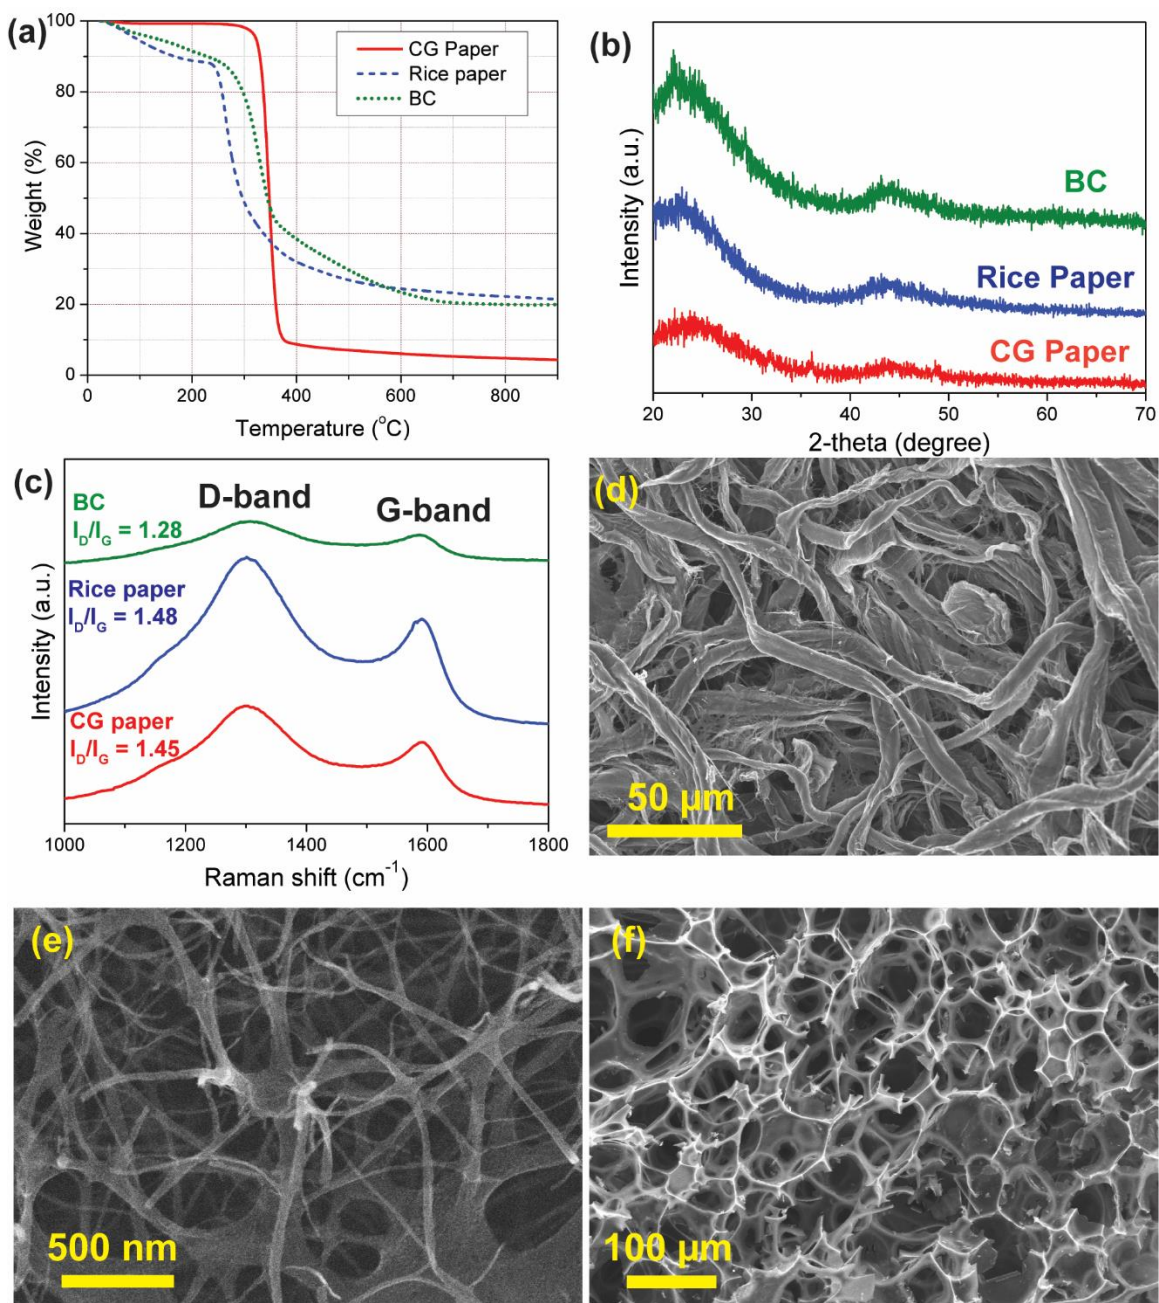 (a)
100
80
60
40
20
0
Weight (%)
CG Paper
Rice paper
BC
0 200 400 600 800
Temperature (°C)
(b)
Intensity (a.u.)
BC
Rice Paper
CG Paper
20 30 40 50 60 70
2-theta (degree)
(c)
D-band
G-band
BC
I_D/I_G = 1.28
Rice paper
I_D/I_G = 1.48
CG paper
I_D/I_G = 1.45
Intensity (a.u.)
1000 1200 1400 1600 1800
Raman shift (cm⁻¹)
(d)
50 µm
(e)
500 nm
(f)
100 µm